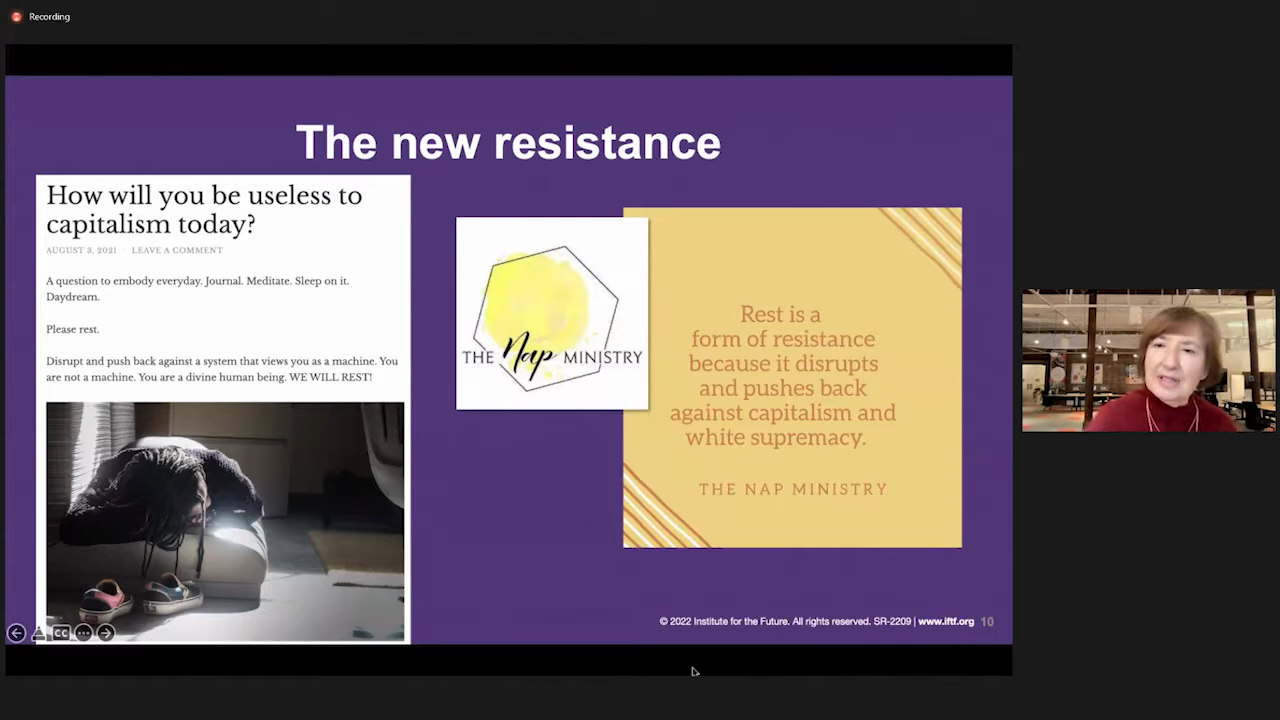 Recording
The new resistance
How will you be useless to
capitalism today?
AUGUST 3, 2021 | LEAVE A COMMENT
A question to embody everyday. Journal. Meditate. Sleep on it.
Daydream.
Please rest.
Disrupt and push back against a system that views you as a machine. You
are not a machine. You are a divine human being. WE WILL REST!
THE Nap MINISTRY
Rest is a
form of resistance
because it disrupts
and pushes back
against capitalism and
white supremacy.
THE NAP MINISTRY
CC
© 2022 Institute for the Future. All rights reserved. SR-2209 | www.iftf.org 10